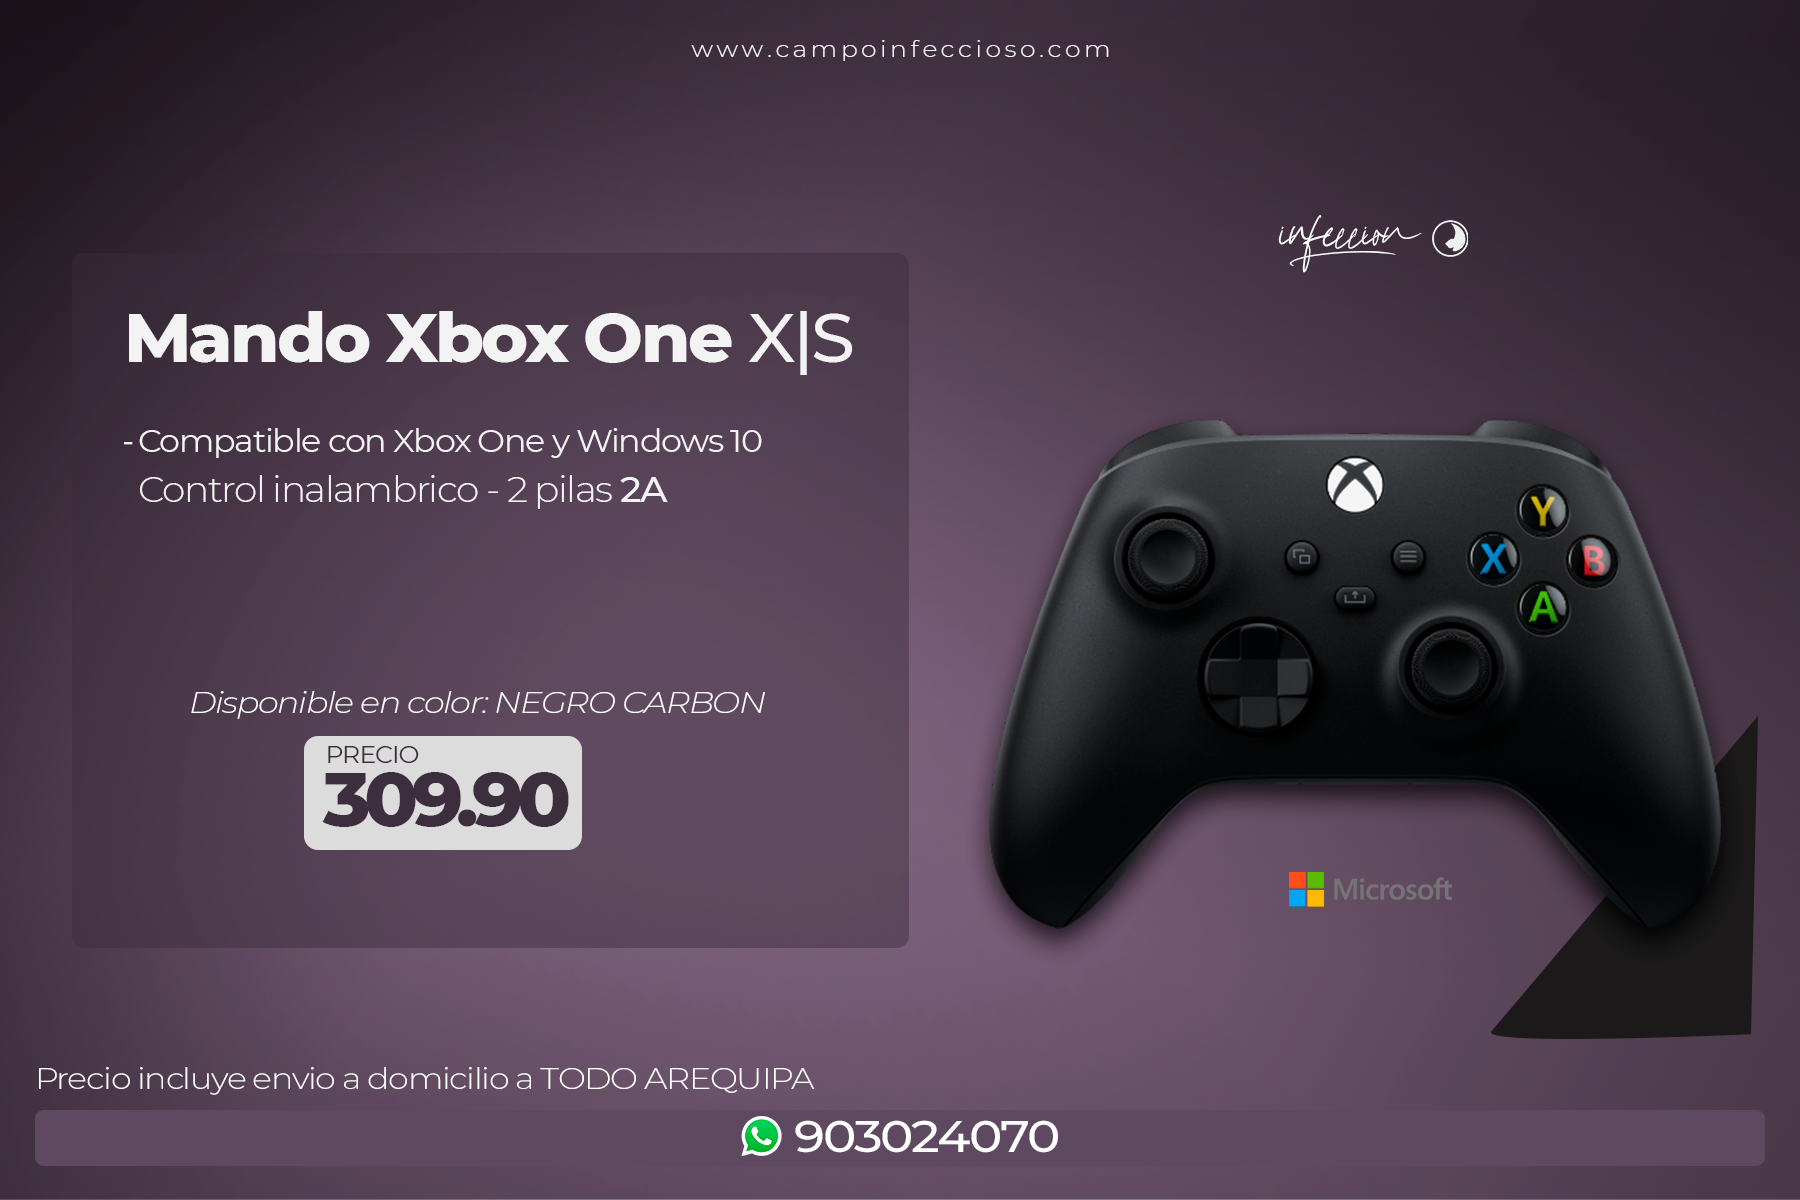 www.campoinfeccioso.com
infeccion
Mando Xbox One X|S
- Compatible con Xbox One y Windows 10
Control inalambrico - 2 pilas 2A
Disponible en color: NEGRO CARBON
PRECIO
309.90
Y
X
B
A
Microsoft
Precio incluye envio a domicilio a TODO AREQUIPA
903024070